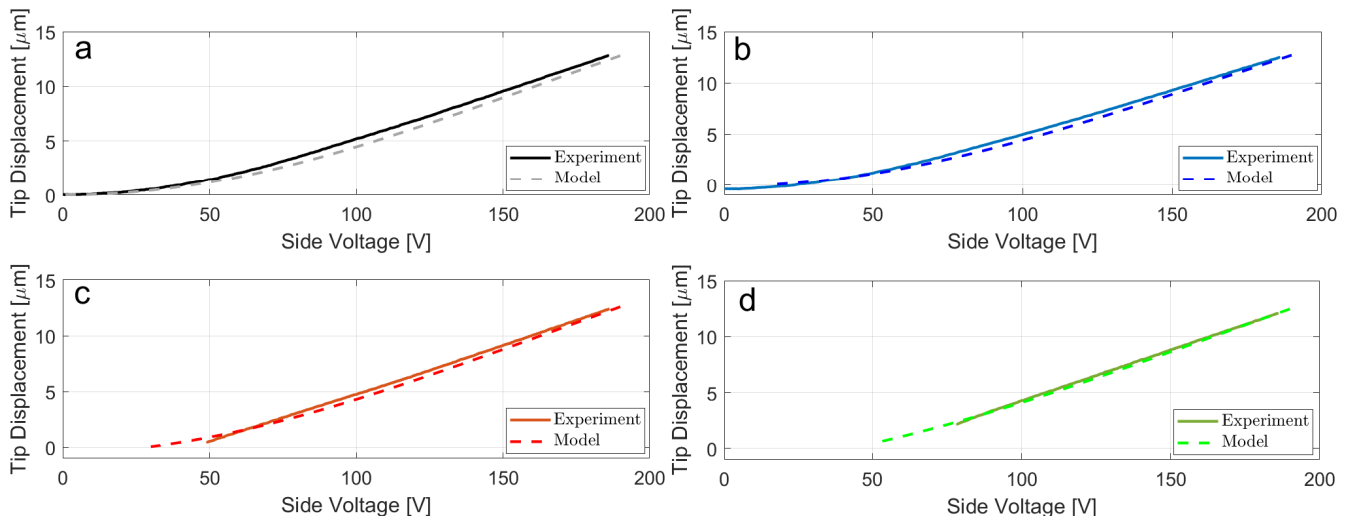 a
Tip Displacement [μm]
15
10
5
0
Experiment
Model
0 50 100 150 200
Side Voltage [V]
b
Tip Displacement [μm]
15
10
5
0
Experiment
Model
0 50 100 150 200
Side Voltage [V]
c
Tip Displacement [μm]
15
10
5
0
Experiment
Model
0 50 100 150 200
Side Voltage [V]
d
Tip Displacement [μm]
15
10
5
0
Experiment
Model
0 50 100 150 200
Side Voltage [V]